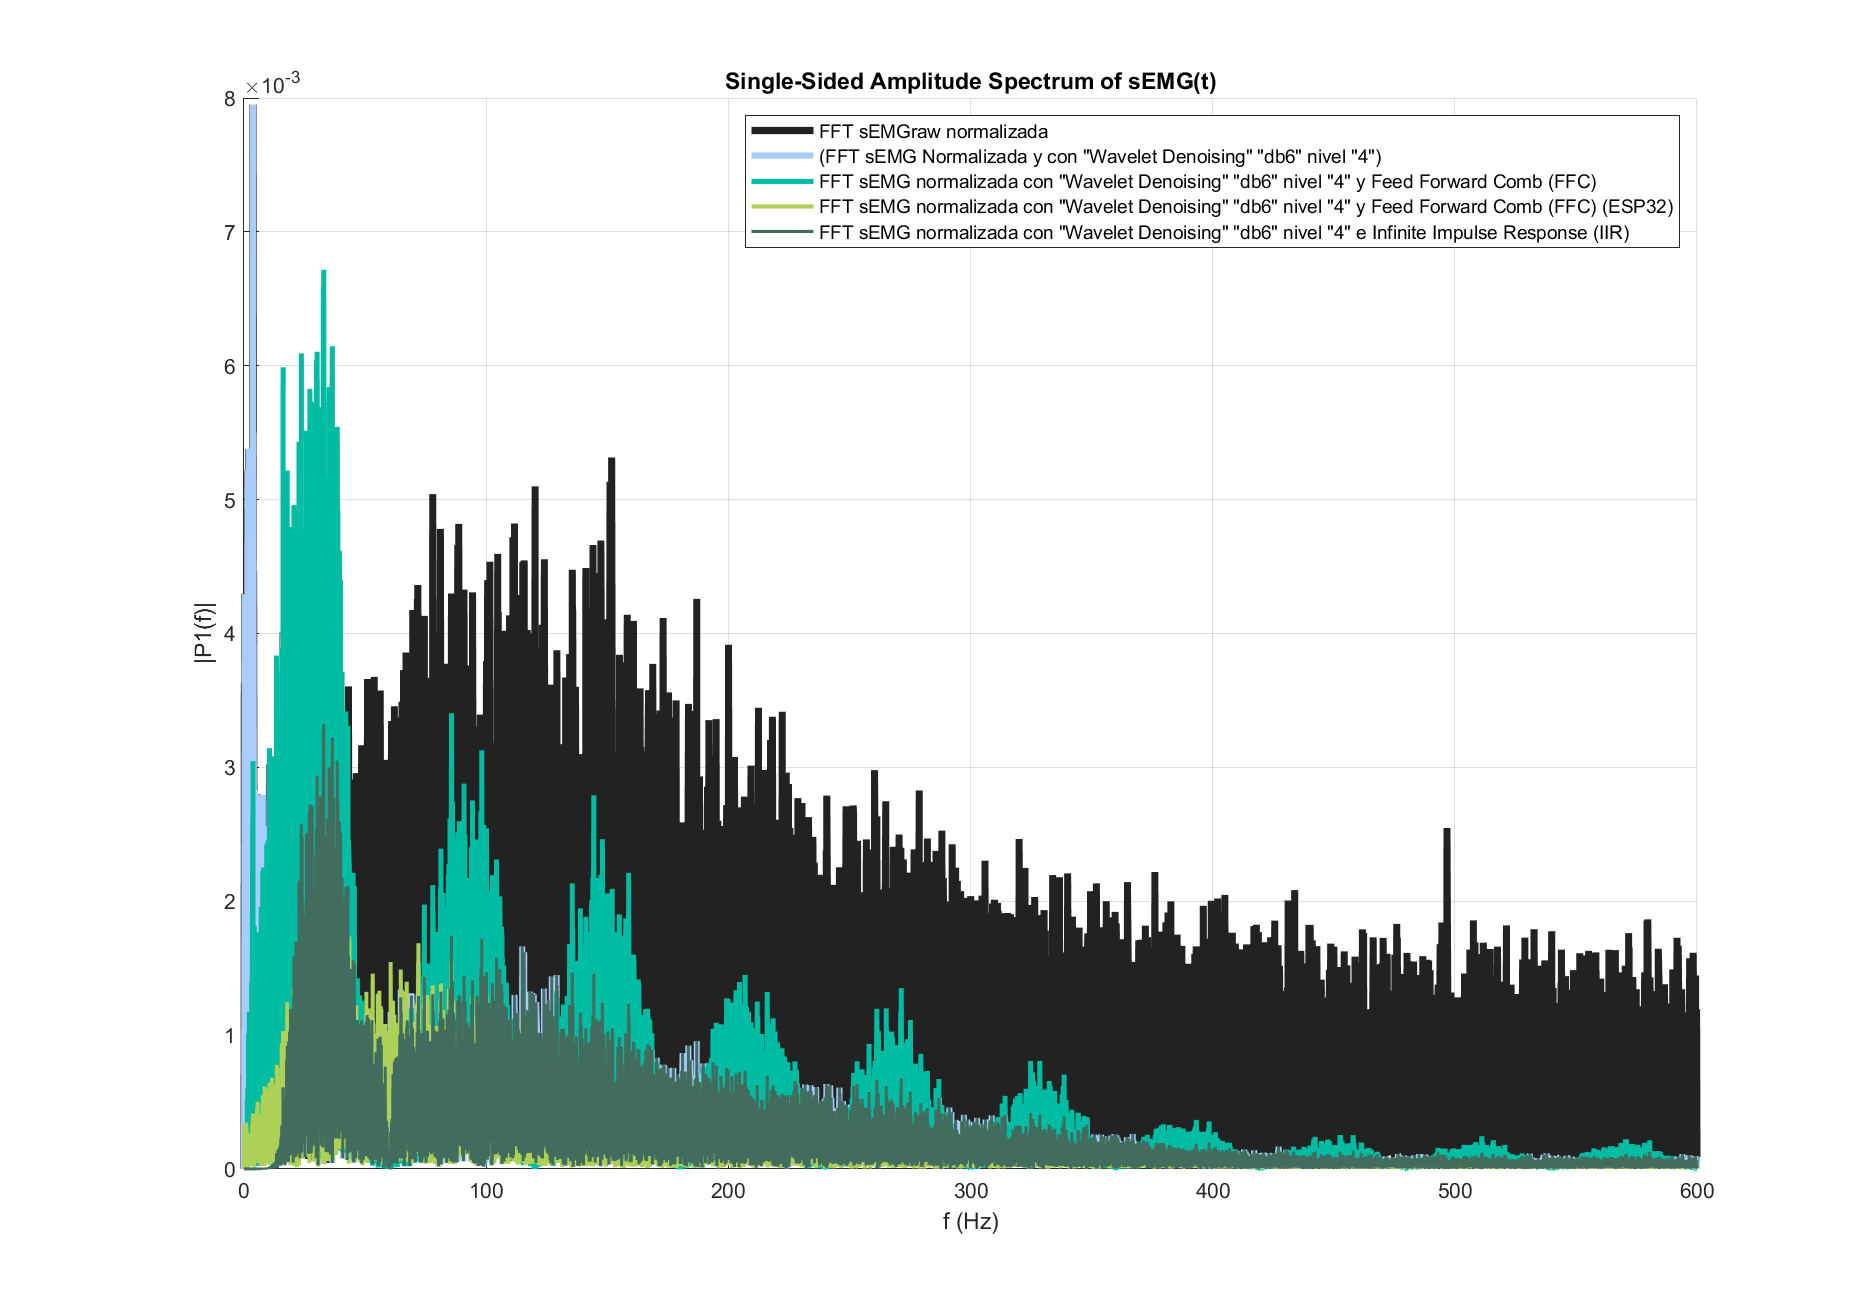 Single-Sided Amplitude Spectrum of sEMG(t)
×10-3
FFT sEMGraw normalizada
(FFT sEMG Normalizada y con "Wavelet Denoising" "db6" nivel "4")
FFT sEMG normalizada con "Wavelet Denoising" "db6" nivel "4" y Feed Forward Comb (FFC)
FFT sEMG normalizada con "Wavelet Denoising" "db6" nivel "4" y Feed Forward Comb (FFC) (ESP32)
FFT sEMG normalizada con "Wavelet Denoising" "db6" nivel "4" e Infinite Impulse Response (IIR)
8
7
6
5
4
3
2
1
0
|P1(f)|
0 100 200 300 400 500 600
f (Hz)